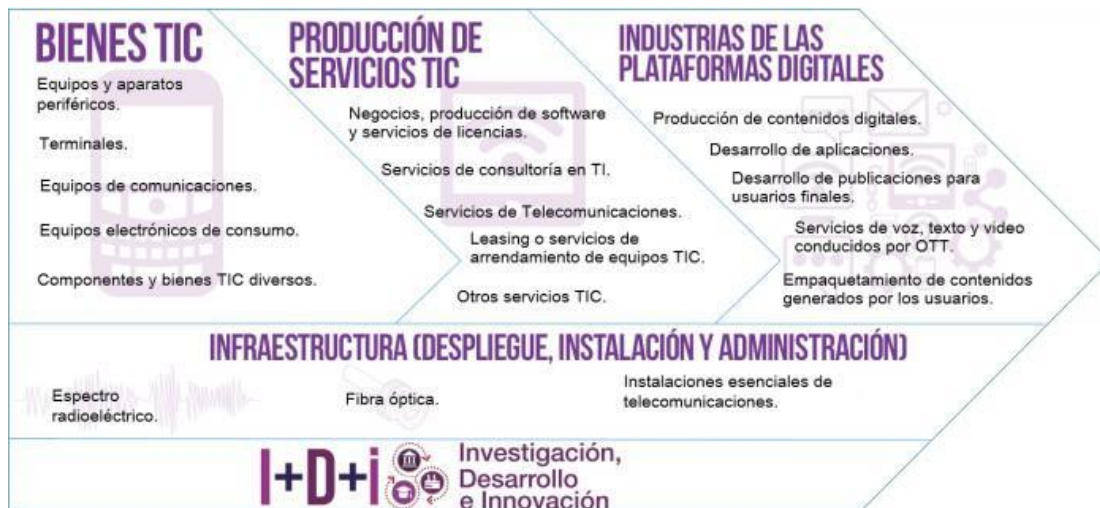 BIENES TIC
Equipos y aparatos
periféricos.
Terminales.
Equipos de comunicaciones.
Equipos electrónicos de consumo.
Componentes y bienes TIC diversos.
PRODUCCIÓN DE
SERVICIOS TIC
Negocios, producción de software
y servicios de licencias.
Servicios de consultoría en TI.
Servicios de Telecomunicaciones.
Leasing o servicios de
arrendamiento de equipos TIC.
Otros servicios TIC.
INDUSTRIAS DE LAS
PLATAFORMAS DIGITALES
Producción de contenidos digitales.
Desarrollo de aplicaciones.
Desarrollo de publicaciones para
usuarios finales.
Servicios de voz, texto y video
conducidos por OTT.
Empaquetamiento de contenidos
generados por los usuarios.
INFRAESTRUCTURA (DESPLIEGUE, INSTALACIÓN Y ADMINISTRACIÓN)
Espectro
radioeléctrico.
Fibra óptica.
Instalaciones esenciales de
telecomunicaciones.
I+D+i
Investigación,
Desarrollo
e Innovación